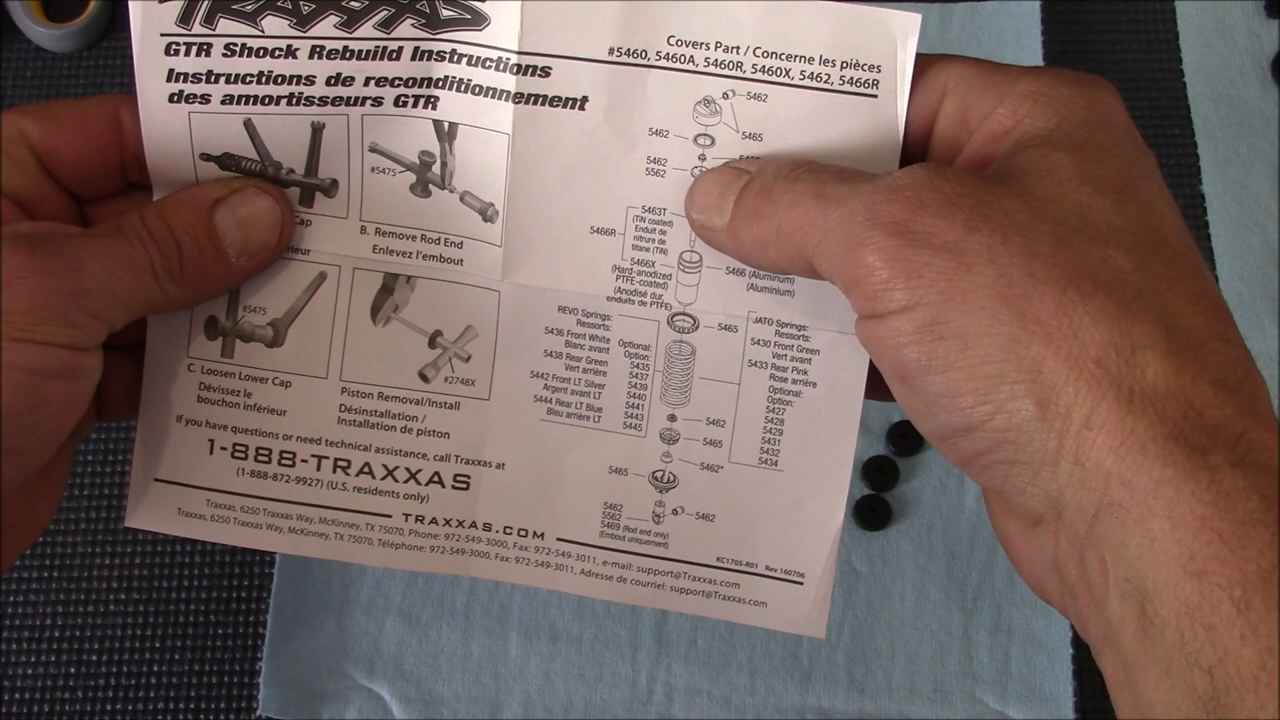 TRAXXAS
GTR Shock Rebuild Instructions
Instructions de reconditionnement
des amortisseurs GTR
Covers Part / Concerne les pièces
#5460, 5460A, 5460R, 5460X, 5462, 5466R
#5475
Cap
B. Remove Rod End
Enlevez l'embout
#5475
#2748X
C. Loosen Lower Cap
Dévissez le
bouchon inférieur
Piston Removal/Install
Désinstallation /
Installation de piston
If you have questions or need technical assistance, call Traxxas at
1-888-TRAXXAS
(1-888-872-9927) (U.S. residents only)
5462
5465
5462
5462
5562
5463T
(TiN coated)
Enduit de
nitrure de
titane (TiN)
5466R
5466X
(Hard-anodized
PTFE-coated)
(Anodisé dur,
enduits de PTFE)
5466 (Aluminum)
(Aluminium)
5465
REVO Springs:
Ressorts:
5436 Front White
Blanc avant
5438 Rear Green
Vert arrière
5442 Front LT Silver
Argent avant LT
5444 Rear LT Blue
Bleu arrière LT
Optional:
Option:
5435
5437
5439
5440
5441
5443
5445
JATO Springs:
Ressorts:
5430 Front Green
Vert avant
5433 Rear Pink
Rose arrière
Optional:
Option:
5427
5428
5429
5431
5432
5434
5462
5465
5462*
5465
5462
5562
5469 (Rod end only)
(Embout uniquement)
5462
KC1705-R01 Rev 160706
TRAXXAS.COM
Traxxas, 6250 Traxxas Way, McKinney, TX 75070, Phone: 972-549-3000, Fax: 972-549-3011, e-mail: support@Traxxas.com
Traxxas, 6250 Traxxas Way, McKinney, TX 75070, Téléphone: 972-549-3000, Fax: 972-549-3011, Adresse de courriel: support@Traxxas.com